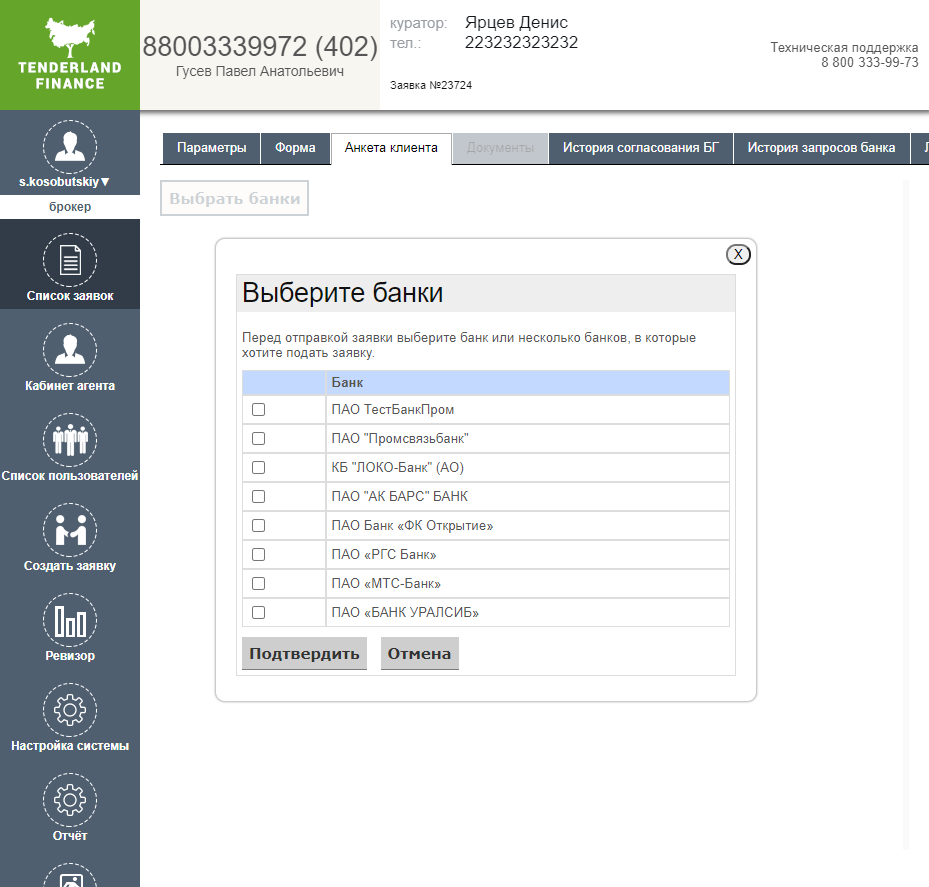 TENDERLAND
FINANCE
88003339972 (402)
Гусев Павел Анатольевич
куратор: Ярцев Денис
тел.: 223232323232
Заявка №23724
Техническая поддержка
8 800 333-99-73
s.kosobutskiy▼
брокер
Список заявок
Кабинет агента
Список пользователей
Создать заявку
Ревизор
Настройка системы
Отчёт
Параметры
Форма
Анкета клиента
Документы
История согласования БГ
История запросов банка
Выбрать банки
X
Выберите банки
Перед отправкой заявки выберите банк или несколько банков, в которые
хотите подать заявку.
Банк
ПАО ТестБанкПром
ПАО "Промсвязьбанк"
КБ "ЛОКО-Банк" (АО)
ПАО "АК БАРС" БАНК
ПАО Банк «ФК Открытие»
ПАО «РГС Банк»
ПАО «МТС-Банк»
ПАО «БАНК УРАЛСИБ»
Подтвердить
Отмена